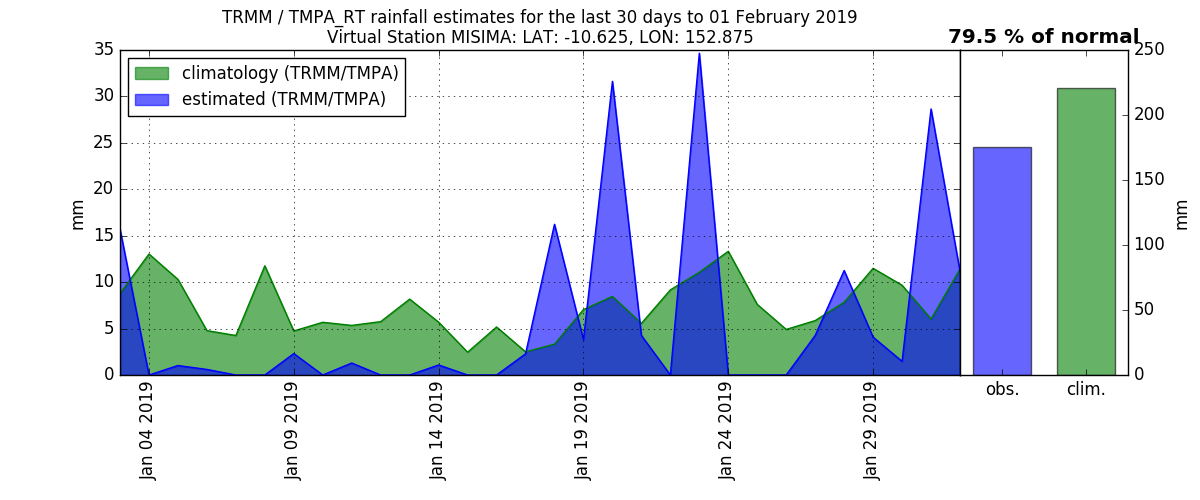 TRMM / TMPA_RT rainfall estimates for the last 30 days to 01 February 2019
Virtual Station MISIMA: LAT: -10.625, LON: 152.875
79.5 % of normal
climatology (TRMM/TMPA)
estimated (TRMM/TMPA)
35
30
25
20
15
10
5
0
mm
Jan 04 2019
Jan 09 2019
Jan 14 2019
Jan 19 2019
Jan 24 2019
Jan 29 2019
obs.
clim.
250
200
150
100
50
0
mm